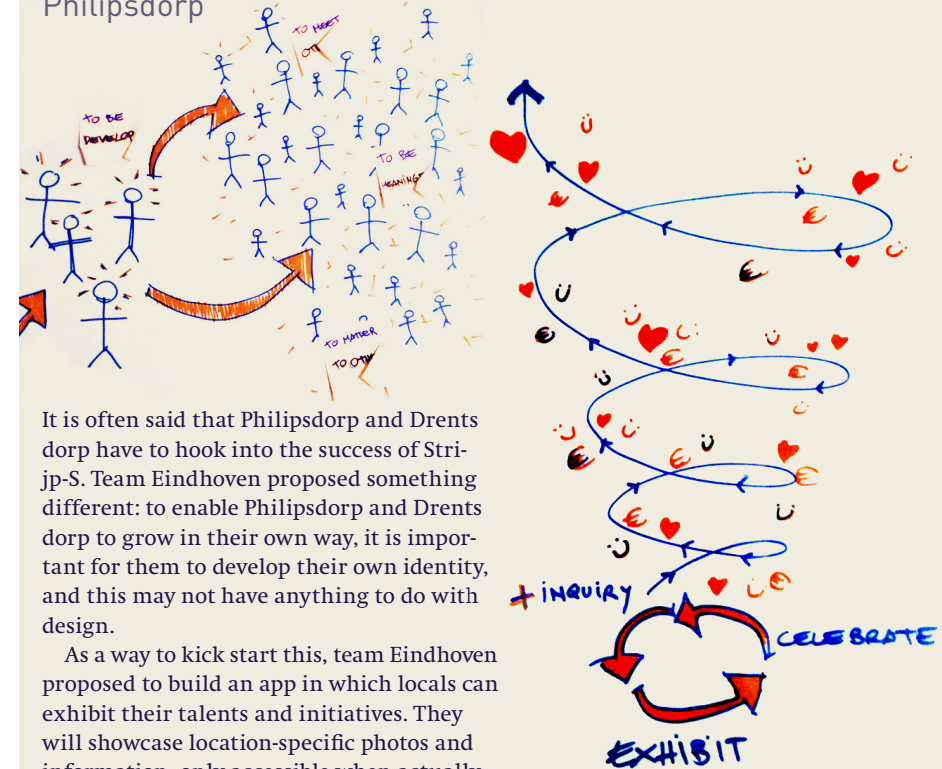 Philipsdorp
TO MEET
TO BE
DEVELOP
TO BE
TO MATTER
It is often said that Philipsdorp and Drents
dorp have to hook into the success of Stri-
jp-S. Team Eindhoven proposed something
different: to enable Philipsdorp and Drents
dorp to grow in their own way, it is impor-
tant for them to develop their own identity,
and this may not have anything to do with
design.
As a way to kick start this, team Eindhoven
proposed to build an app in which locals can
exhibit their talents and initiatives. They
will showcase location-specific photos and
information, only accessible when actually
+ INQUIRY
CELEBRATE
EXHIBIT